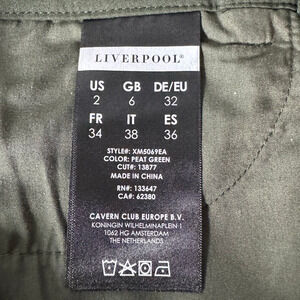 LIVERPOOL®
US GB DE/EU
2 6 32
FR IT ES
34 38 36
STYLE#: XM5069EA
COLOR: PEAT GREEN
CUT#: 13877
MADE IN CHINA
RN#: 133647
CA#: 62380
CAVERN CLUB EUROPE B.V.
KONINGIN WILHELMINAPLEIN 1
1062 HG AMSTERDAM
THE NETHERLANDS